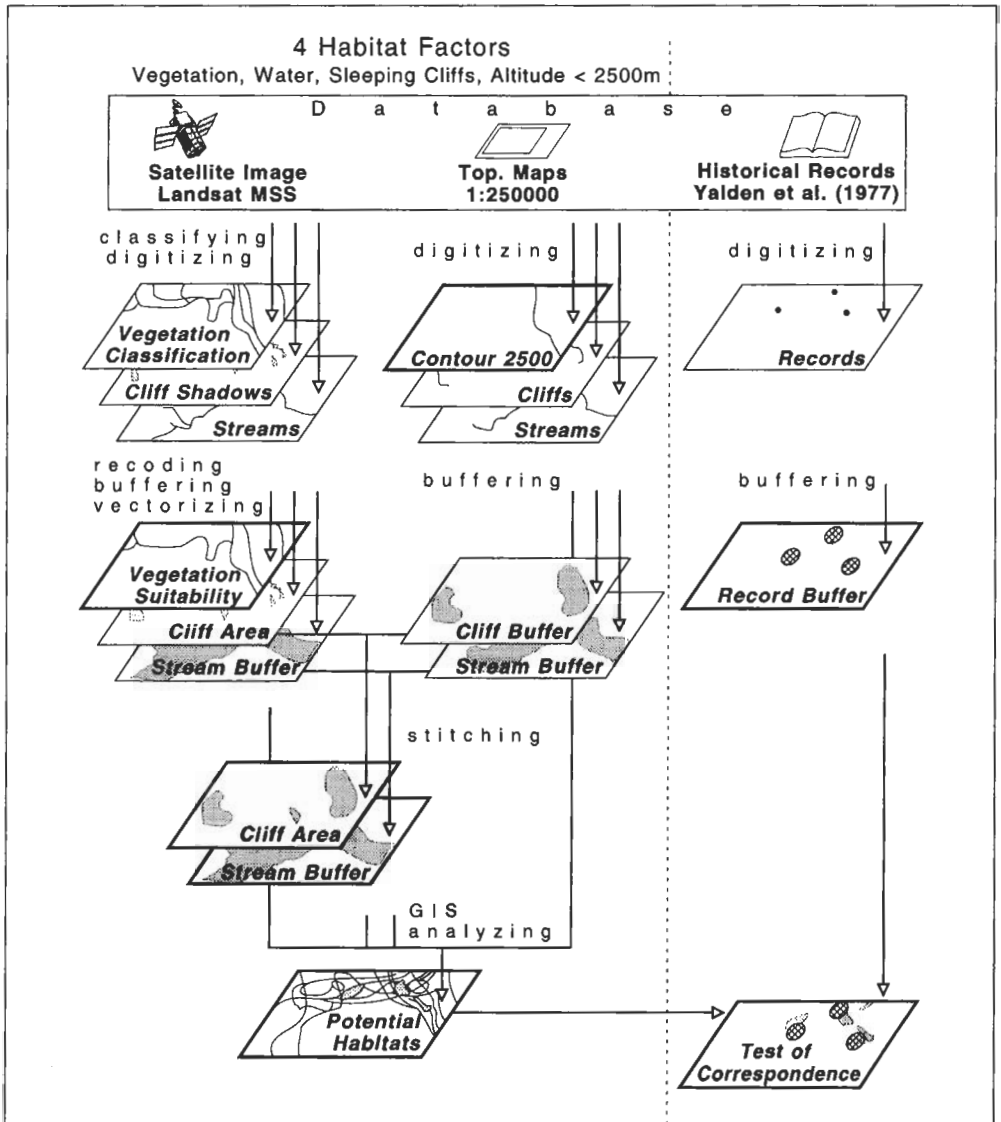 4 Habitat Factors
Vegetation, Water, Sleeping Cliffs, Altitude < 2500m
Database
Satellite Image
Landsat MSS
Top. Maps
1:250000
Historical Records
Yalden et al. (1977)
classifying
digitizing
digitizing
digitizing
Vegetation
Classification
Cliff Shadows
Streams
Contour 2500
Cliffs
Streams
Records
recoding
buffering
vectorizing
buffering
buffering
Vegetation
Suitability
Cliff Area
Stream Buffer
Cliff Buffer
Stream Buffer
Record Buffer
stitching
Cliff Area
Stream Buffer
GIS
analyzing
Potential
Habitats
Test of
Correspondence